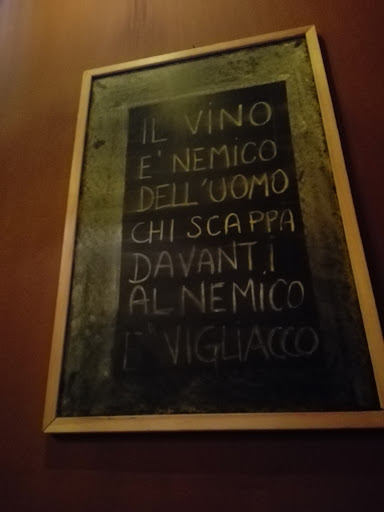 IL VINO
E' NEMICO
DELL'UOMO
CHI SCAPPA
DAVANTI
AL NEMICO
E' VIGLIACCO